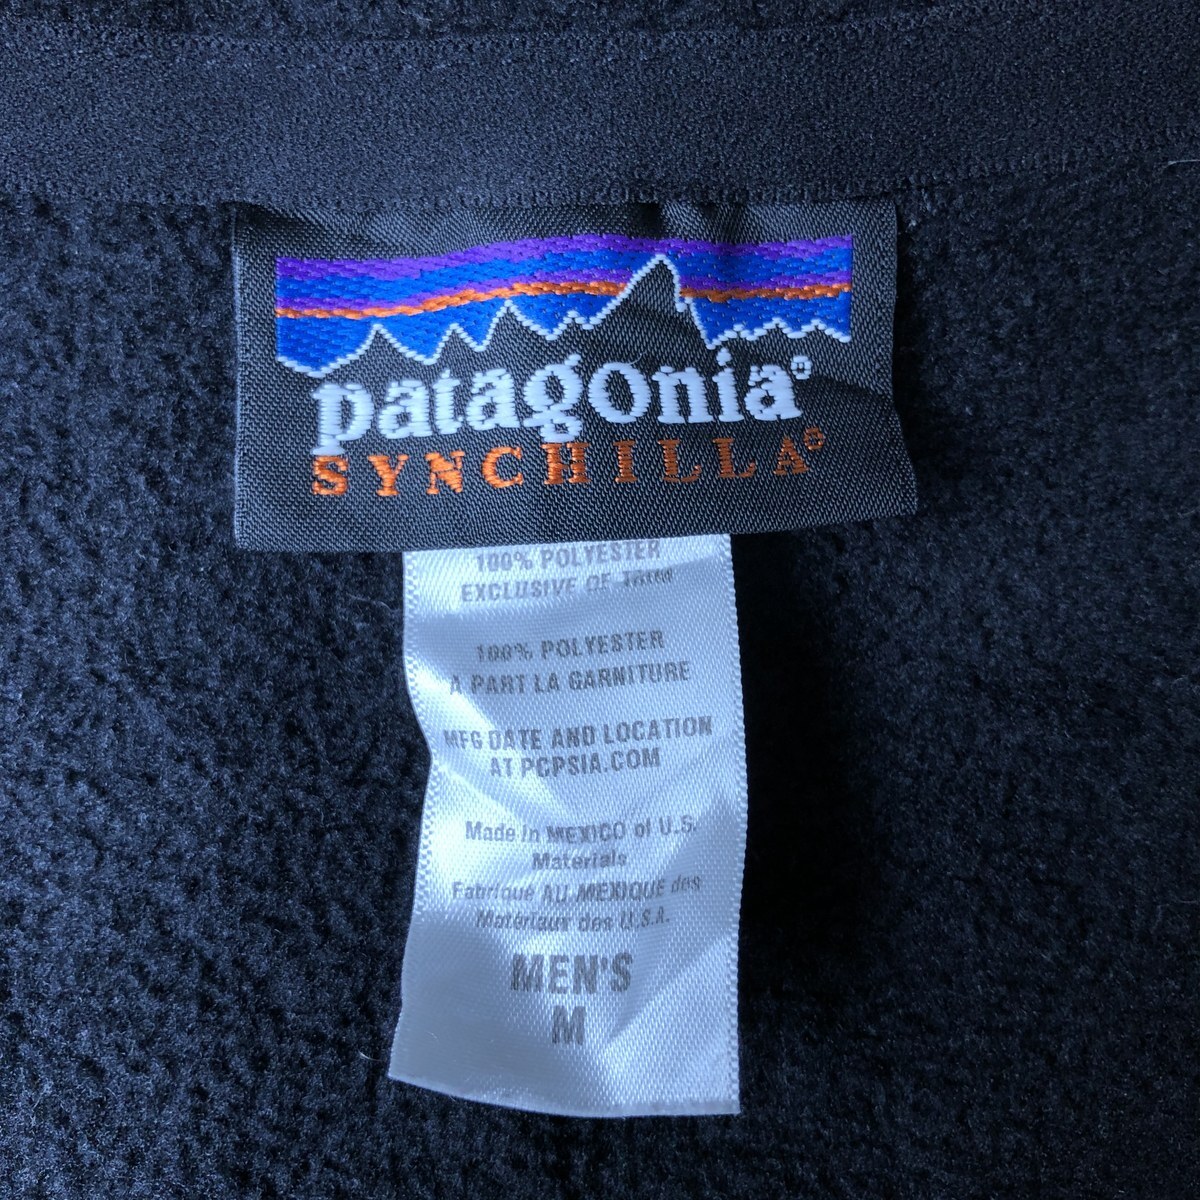 patagonia®
SYNCHILLA®
100% POLYESTER
EXCLUSIVE OF TRIM
100% POLYESTER
A PART LA GARNITURE
MFG DATE AND LOCATION
AT PCPSIA.COM
Made in MEXICO of U.S.
Materials
Fabriqué AU MEXIQUE des
Matériaux des U.S.A.
MEN'S
M